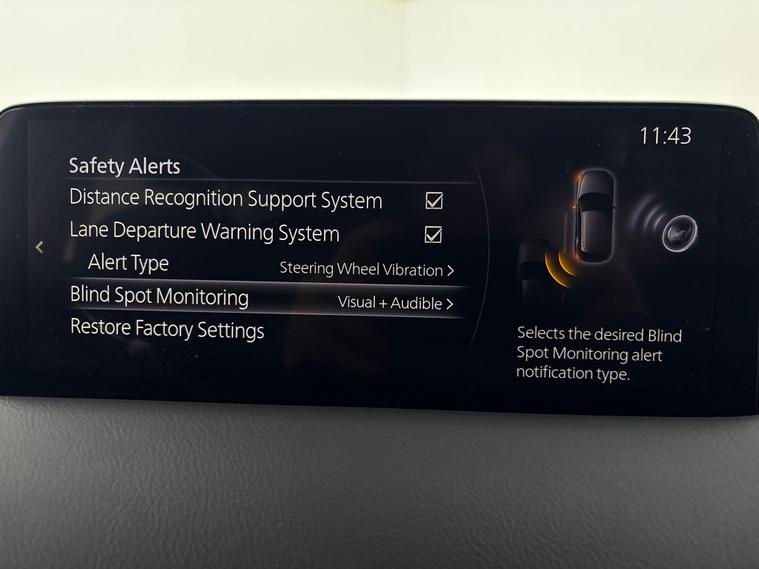 11:43
Safety Alerts
Distance Recognition Support System
Lane Departure Warning System
Alert Type Steering Wheel Vibration >
Blind Spot Monitoring Visual + Audible >
Restore Factory Settings
Selects the desired Blind
Spot Monitoring alert
notification type.